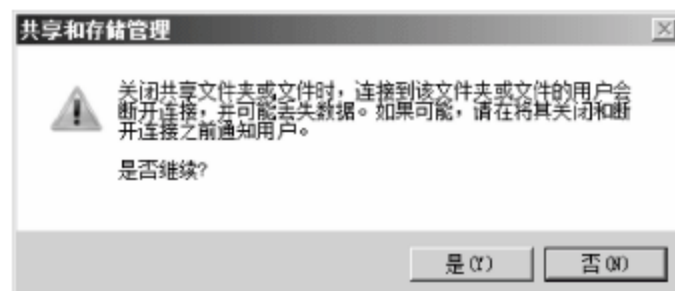 共享和存储管理
关闭共享文件夹或文件时，连接到该文件夹或文件的用户会
断开连接，并可能丢失数据。如果可能，请在将其关闭和断
开连接之前通知用户。
是否继续?
是(Y) 否(N)